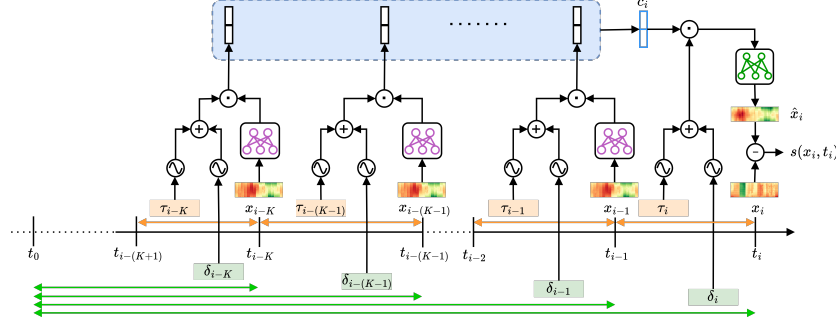 c_i
x̂_i
s(x_i, t_i)
τ_{i−K}
x_{i−K}
τ_{i−(K−1)}
x_{i−(K−1)}
τ_{i−1}
x_{i−1}
τ_i
x_i
t_0
t_{i−(K+1)}
t_{i−K}
t_{i−(K−1)}
t_{i−2}
t_{i−1}
t_i
δ_{i−K}
δ_{i−(K−1)}
δ_{i−1}
δ_i